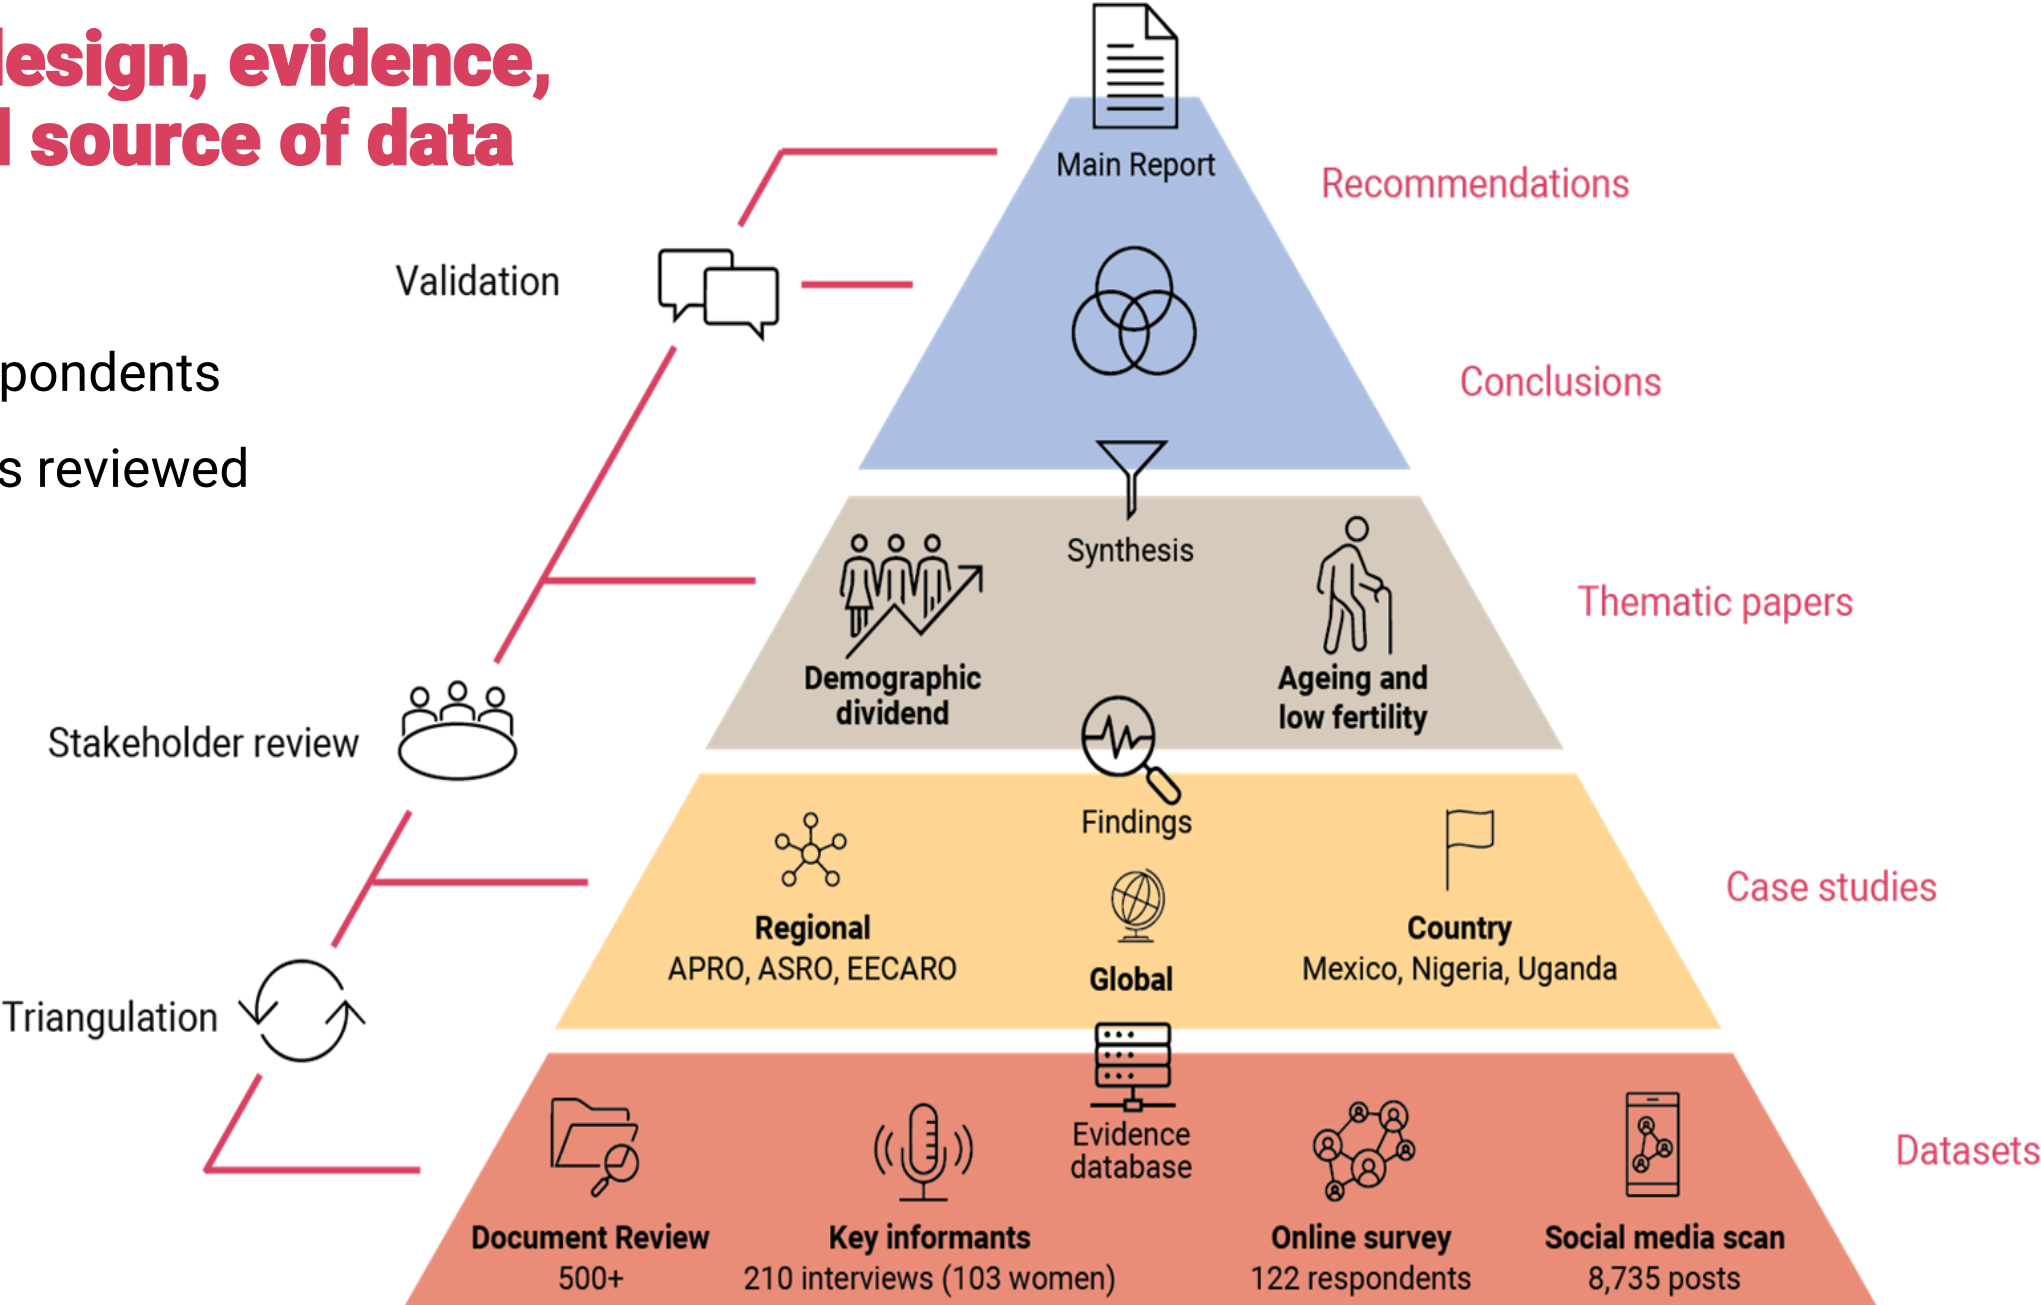 design, evidence,
source of data
Main Report
Recommendations
Validation
pondents
Conclusions
s reviewed
Synthesis
Demographic
dividend
Ageing and
low fertility
Thematic papers
Stakeholder review
Findings
Regional
APRO, ASRO, EECARO
Global
Country
Mexico, Nigeria, Uganda
Case studies
Triangulation
Evidence
database
Datasets
Document Review
500+
Key informants
210 interviews (103 women)
Online survey
122 respondents
Social media scan
8,735 posts